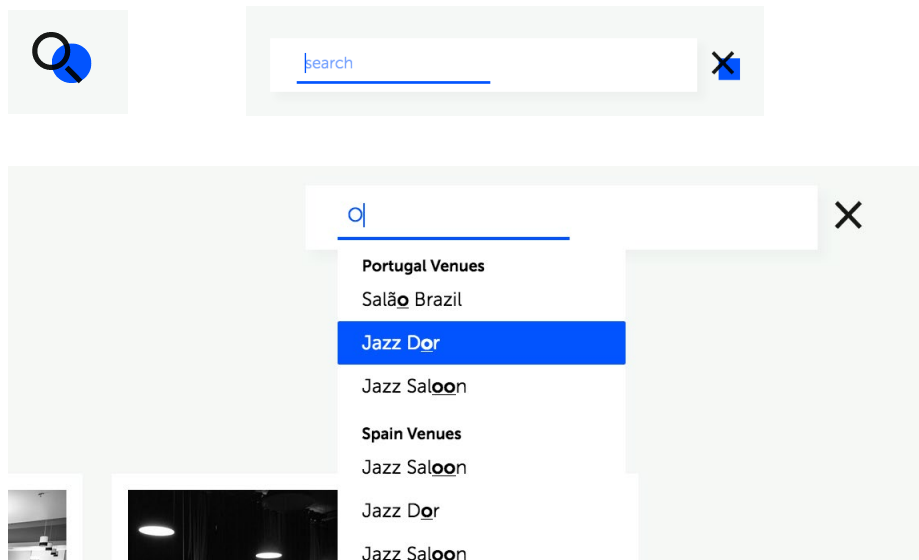 search
O
Portugal Venues
Salão Brazil
Jazz Dor
Jazz Saloon
Spain Venues
Jazz Saloon
Jazz Dor
Jazz Saloon